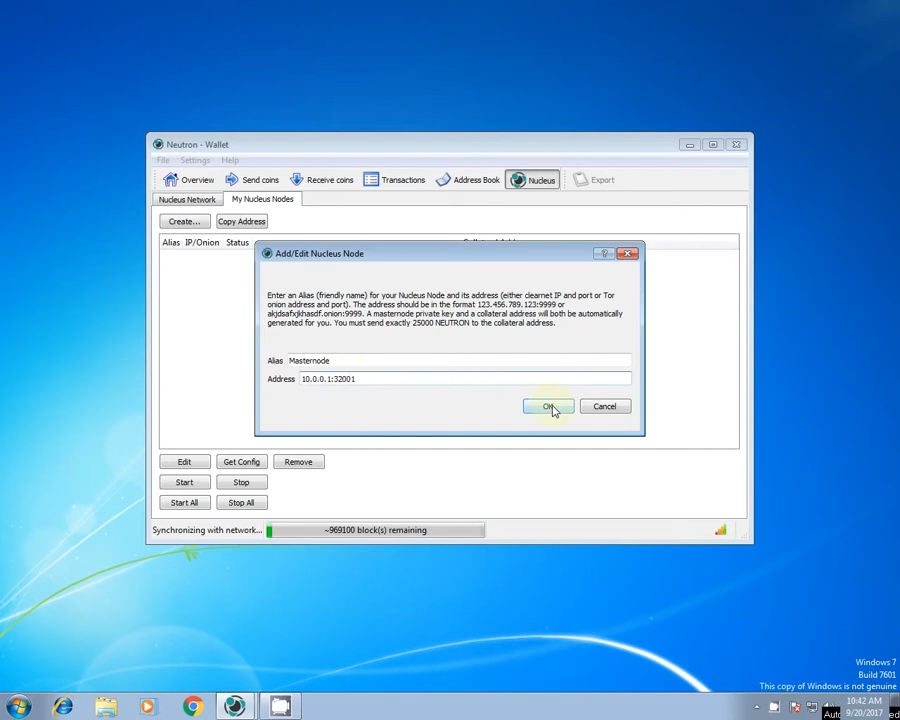 Neutron - Wallet
File Settings Help
Overview Send coins Receive coins Transactions Address Book Nucleus Export
Nucleus Network My Nucleus Nodes
Create... Copy Address
Alias IP/Onion Status
Add/Edit Nucleus Node
Enter an Alias (friendly name) for your Nucleus Node and its address (either clearnet IP and port or Tor
onion address and port). The address should be in the format 123.456.789.123:9999 or
akjdsafxjkhasdf.onion:9999. A masternode private key and a collateral address will both be automatically
generated for you. You must send exactly 25000 NEUTRON to the collateral address.
Alias Masternode
Address 10.0.0.1:32001
OK Cancel
Edit Get Config Remove
Start Stop
Start All Stop All
Synchronizing with network... ~969100 block(s) remaining
Windows 7
Build 7601
This copy of Windows is not genuine
10:42 AM
9/20/2017